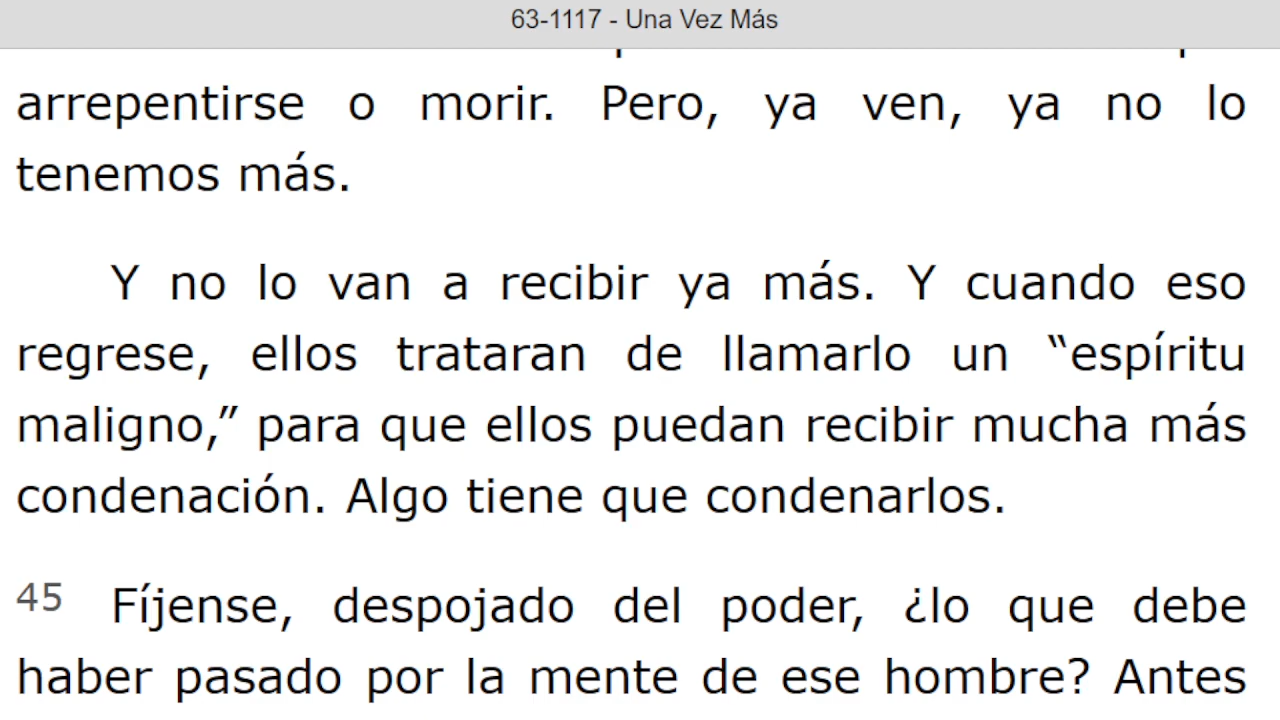 63-1117 - Una Vez Más
arrepentirse o morir. Pero, ya ven, ya no lo
tenemos más.
Y no lo van a recibir ya más. Y cuando eso
regrese, ellos trataran de llamarlo un “espíritu
maligno,” para que ellos puedan recibir mucha más
condenación. Algo tiene que condenarlos.
45 Fíjense, despojado del poder, ¿lo que debe
haber pasado por la mente de ese hombre? Antes